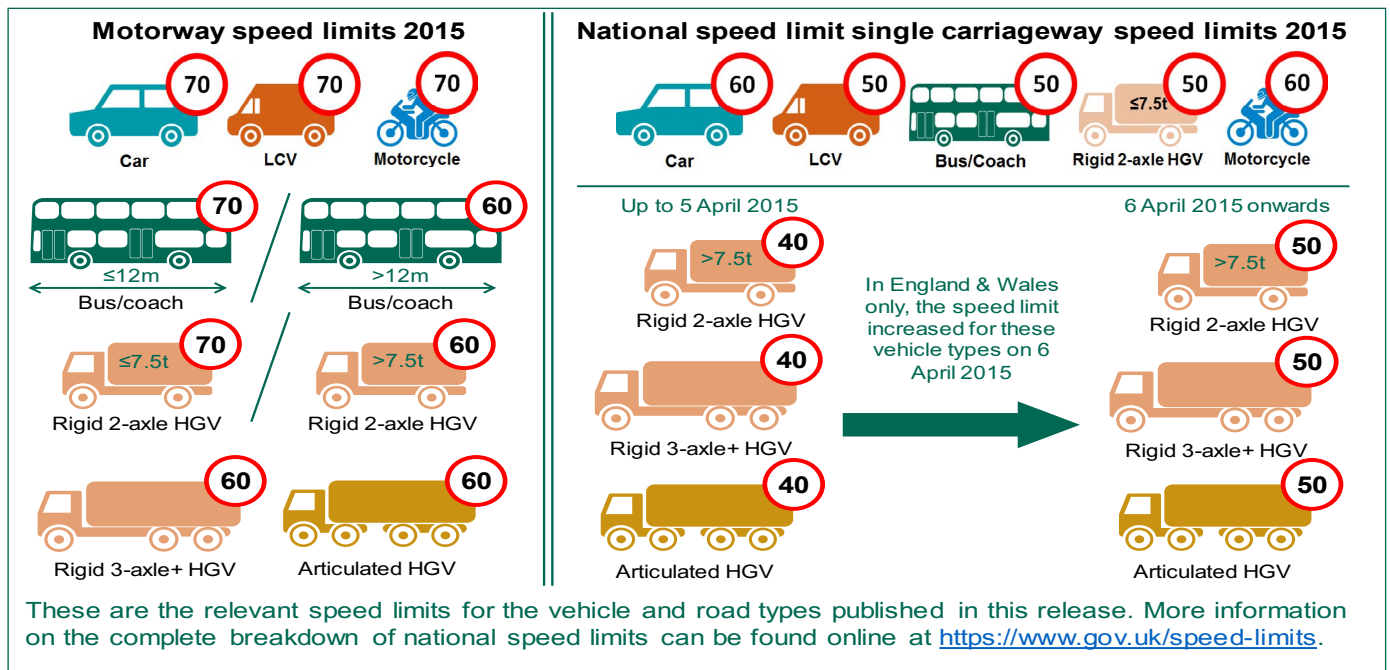 Motorway speed limits 2015
70
70
70
Car
LCV
Motorcycle
70
60
≤12m
>12m
Bus/coach
Bus/coach
70
60
≤7.5t
>7.5t
Rigid 2-axle HGV
Rigid 2-axle HGV
60
60
Rigid 3-axle+ HGV
Articulated HGV
National speed limit single carriageway speed limits 2015
60
50
50
50
60
≤7.5t
Car
LCV
Bus/Coach
Rigid 2-axle HGV
Motorcycle
Up to 5 April 2015
40
>7.5t
Rigid 2-axle HGV
40
Rigid 3-axle+ HGV
40
Articulated HGV
In England & Wales
only, the speed limit
increased for these
vehicle types on 6
April 2015
6 April 2015 onwards
50
>7.5t
Rigid 2-axle HGV
50
Rigid 3-axle+ HGV
50
Articulated HGV
These are the relevant speed limits for the vehicle and road types published in this release. More information
on the complete breakdown of national speed limits can be found online at https://www.gov.uk/speed-limits.